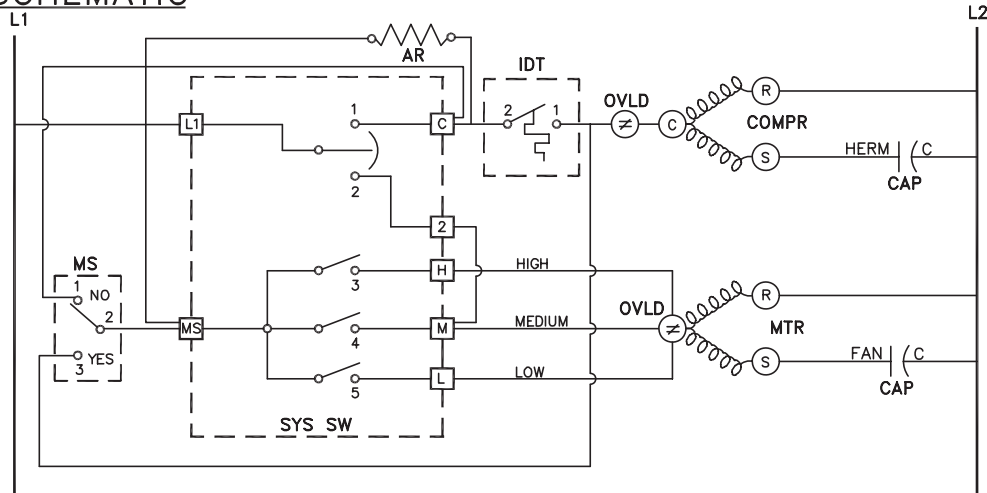 SCHEMATIC
L1
L2
AR
IDT
1
C
2
1
OVLD
C
R
COMPR
S
HERM
C
CAP
L1
2
2
MS
1
NO
2
3
YES
MS
H
HIGH
3
M
MEDIUM
4
L
LOW
5
SYS SW
OVLD
R
MTR
S
FAN
C
CAP